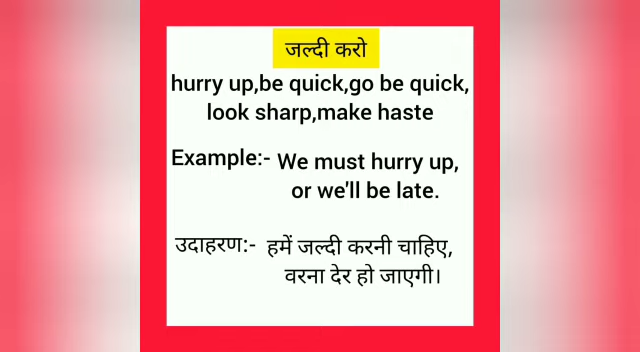 जल्दी करो
hurry up,be quick,go be quick,
look sharp,make haste
Example:- We must hurry up,
or we'll be late.
उदाहरण:- हमें जल्दी करनी चाहिए,
वरना देर हो जाएगी।